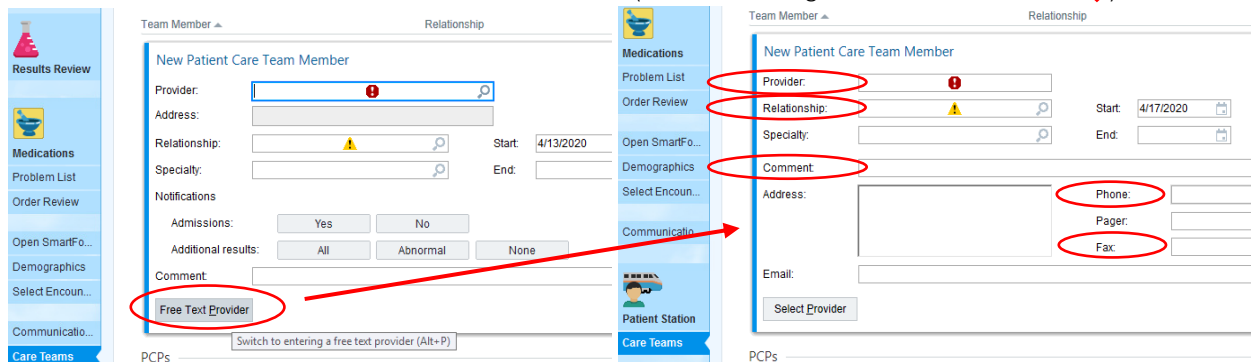 Team Member
Relationship
Results Review
Medications
Problem List
Order Review
Open SmartFo...
Demographics
Select Encoun...
Communicatio...
Care Teams
New Patient Care Team Member
Provider:
Address:
Relationship:
Start: 4/13/2020
Specialty:
End:
Notifications
Admissions: Yes No
Additional results: All Abnormal None
Comment:
Free Text Provider
Switch to entering a free text provider (Alt+P)
PCPs
Team Member
Relationship
Medications
Problem List
Order Review
Open SmartFo...
Demographics
Select Encoun...
Communicatio...
Patient Station
Care Teams
New Patient Care Team Member
Provider:
Relationship:
Start: 4/17/2020
Specialty:
End:
Comment:
Address:
Phone:
Pager:
Fax:
Email:
Select Provider
PCPs